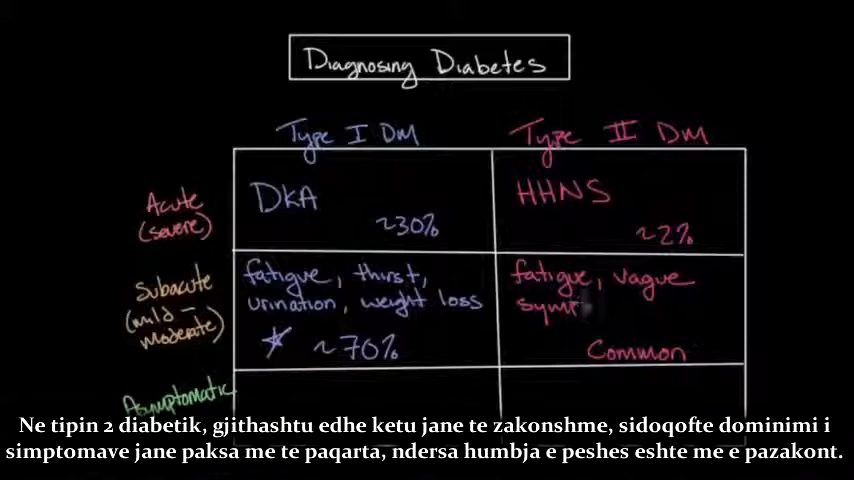 Diagnosing Diabetes
Type I DM
Type II DM
Acute
(severe)
DKA
~30%
HHNS
~2%
Subacute
(mild -
moderate)
fatigue, thirst,
urination, weight loss
~70%
fatigue, vague
sympt
Common
Asymptomatic
Ne tipin 2 diabetik, gjithashtu edhe ketu jane te zakonshme, sidoqofte dominimi i
simptomave jane paksa me te paqarta, ndersa humbja e peshes eshte me e pazakont.